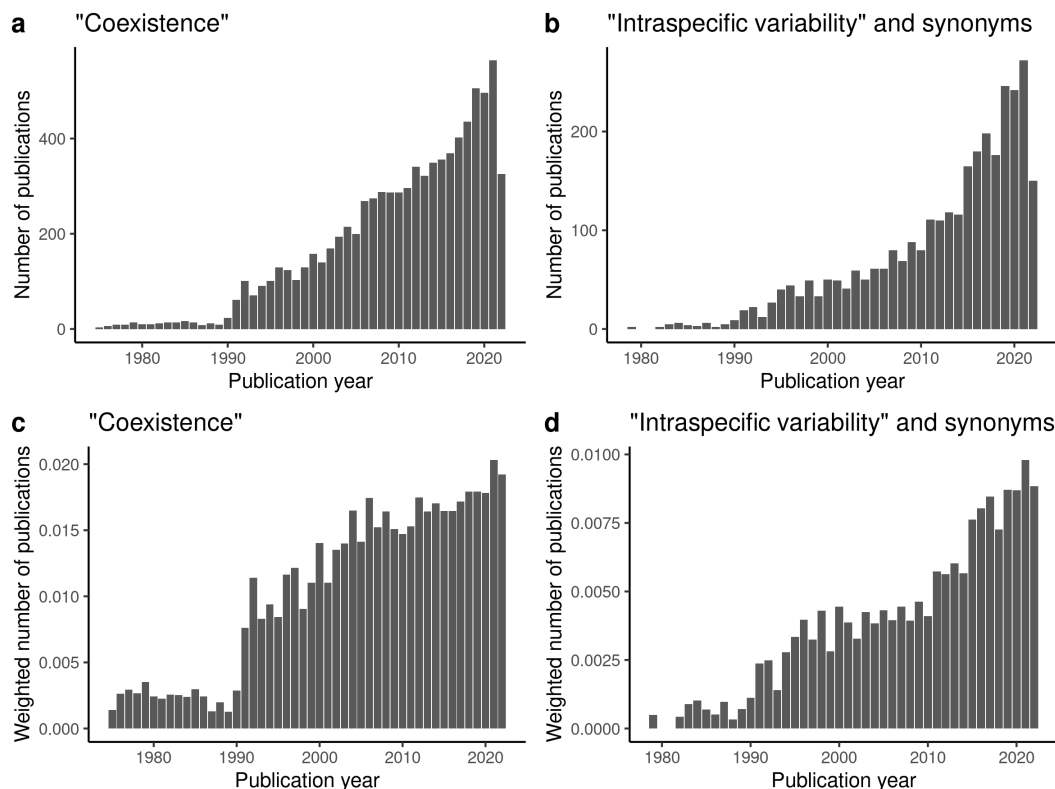 a "Coexistence"
Number of publications
400
200
0
1980 1990 2000 2010 2020
Publication year
b "Intraspecific variability" and synonyms
Number of publications
200
100
0
1980 1990 2000 2010 2020
Publication year
c "Coexistence"
Weighted number of publications
0.020
0.015
0.010
0.005
0.000
1980 1990 2000 2010 2020
Publication year
d "Intraspecific variability" and synonyms
Weighted number of publications
0.0100
0.0075
0.0050
0.0025
0.0000
1980 1990 2000 2010 2020
Publication year